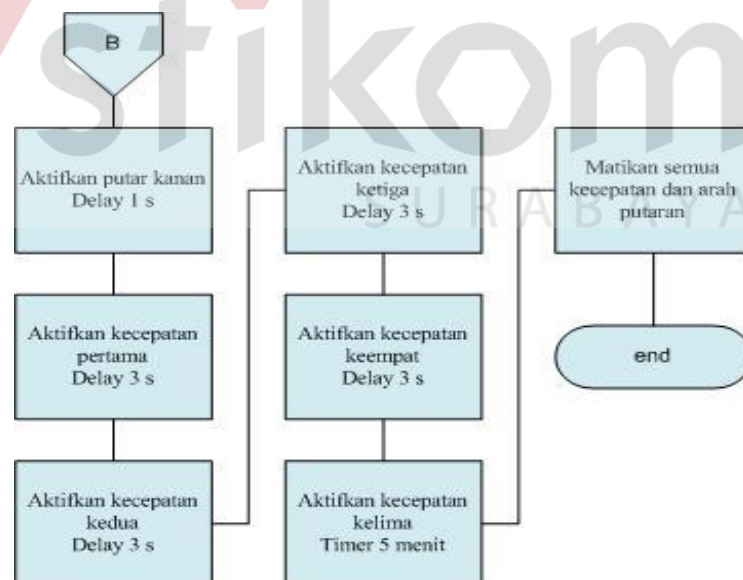 B
stikom
SURABAYA
Aktifkan putar kanan
Delay 1 s
Aktifkan kecepatan
pertama
Delay 3 s
Aktifkan kecepatan
kedua
Delay 3 s
Aktifkan kecepatan
ketiga
Delay 3 s
Aktifkan kecepatan
keempat
Delay 3 s
Aktifkan kecepatan
kelima
Timer 5 menit
Matikan semua
kecepatan dan arah
putaran
end